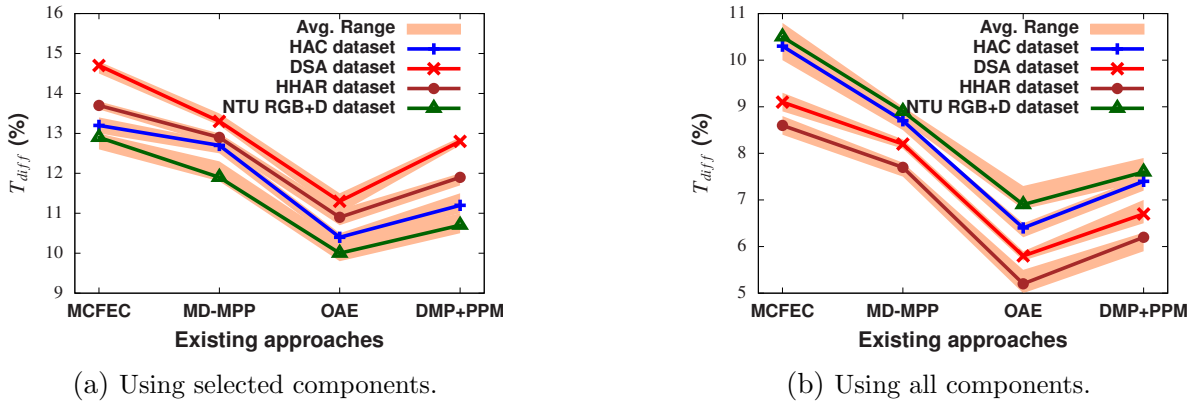 16
15
14
13
12
11
10
9
T_diff (%)
Avg. Range
HAC dataset
DSA dataset
HHAR dataset
NTU RGB+D dataset
MCFEC MD-MPP OAE DMP+PPM
Existing approaches
(a) Using selected components.
11
10
9
8
7
6
5
T_diff (%)
Avg. Range
HAC dataset
DSA dataset
HHAR dataset
NTU RGB+D dataset
MCFEC MD-MPP OAE DMP+PPM
Existing approaches
(b) Using all components.